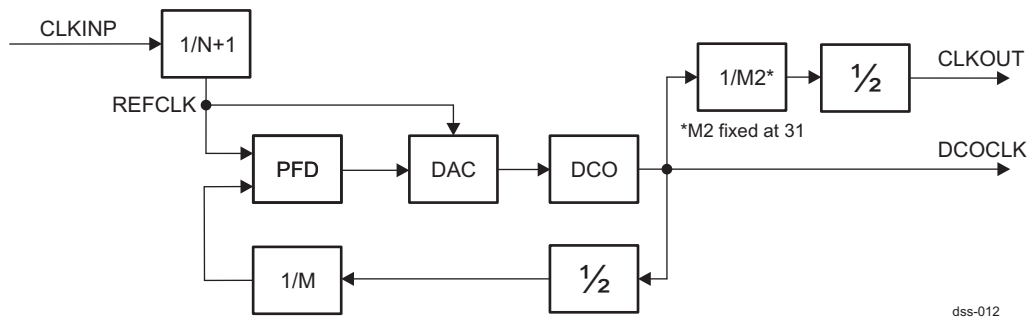 CLKINP
1/N+1
REFCLK
1/M2*
½
CLKOUT
*M2 fixed at 31
PFD
DAC
DCO
DCOCLK
1/M
½
dss-012